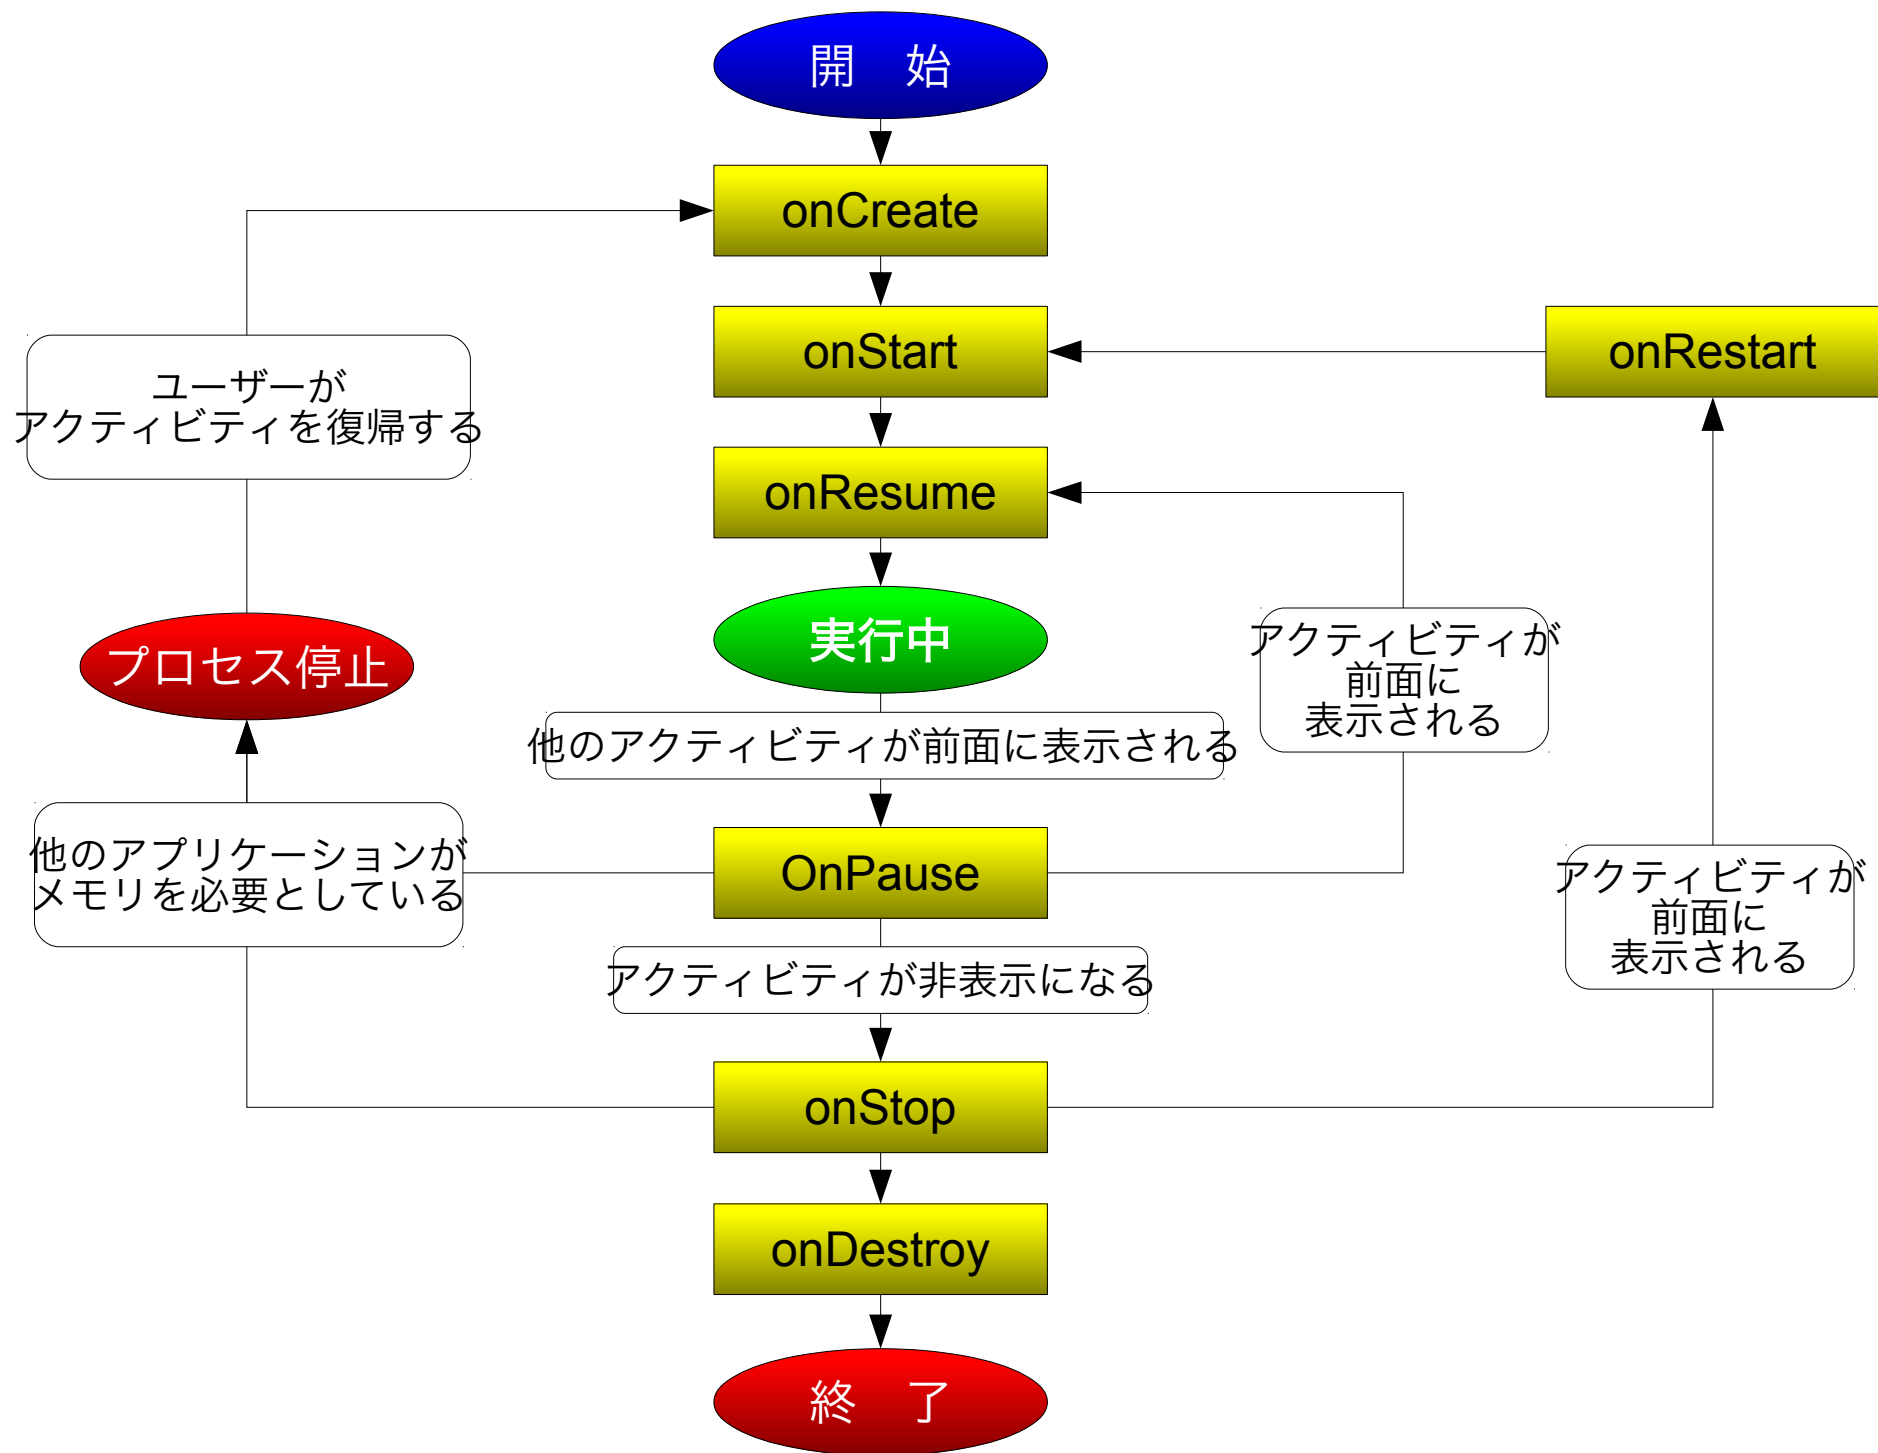 開　始
onCreate
onStart
onRestart
ユーザーが
アクティビティを復帰する
onResume
実行中
アクティビティが
前面に
表示される
プロセス停止
他のアクティビティが前面に表示される
他のアプリケーションが
メモリを必要としている
OnPause
アクティビティが
前面に
表示される
アクティビティが非表示になる
onStop
onDestroy
終　了